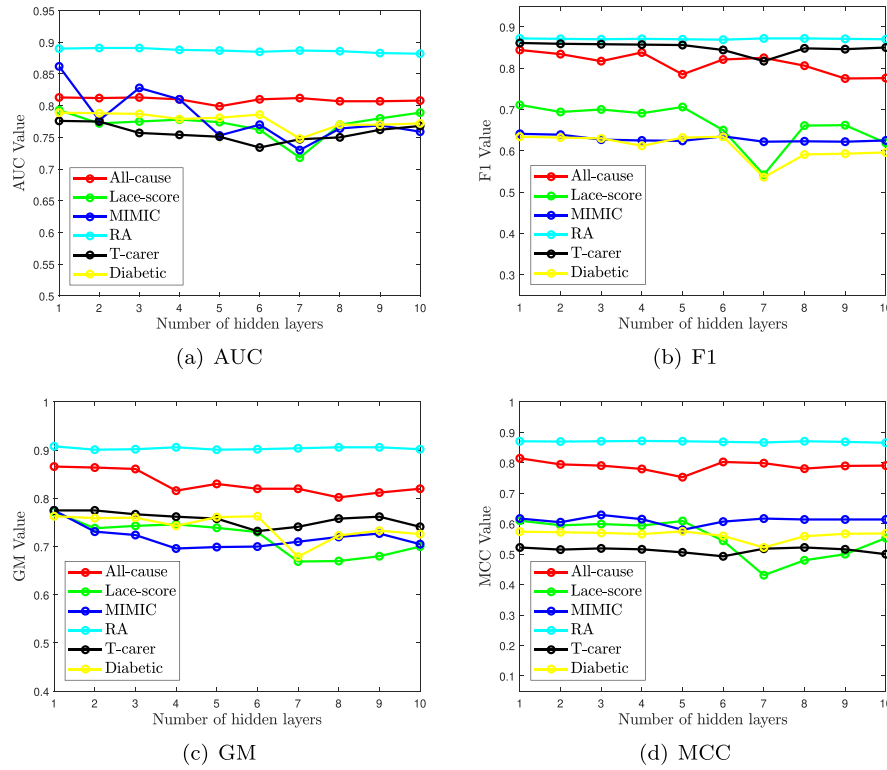 0.95
0.9
0.85
0.8
0.75
0.7
0.65
0.6
0.55
0.5
AUC Value
All-cause
Lace-score
MIMIC
RA
T-carer
Diabetic
1 2 3 4 5 6 7 8 9 10
Number of hidden layers
(a) AUC
0.9
0.8
0.7
0.6
0.5
0.4
0.3
F1 Value
All-cause
Lace-score
MIMIC
RA
T-carer
Diabetic
1 2 3 4 5 6 7 8 9 10
Number of hidden layers
(b) F1
1
0.9
0.8
0.7
0.6
0.5
0.4
GM Value
All-cause
Lace-score
MIMIC
RA
T-carer
Diabetic
1 2 3 4 5 6 7 8 9 10
Number of hidden layers
(c) GM
1
0.9
0.8
0.7
0.6
0.5
0.4
0.3
0.2
0.1
MCC Value
All-cause
Lace-score
MIMIC
RA
T-carer
Diabetic
1 2 3 4 5 6 7 8 9 10
Number of hidden layers
(d) MCC